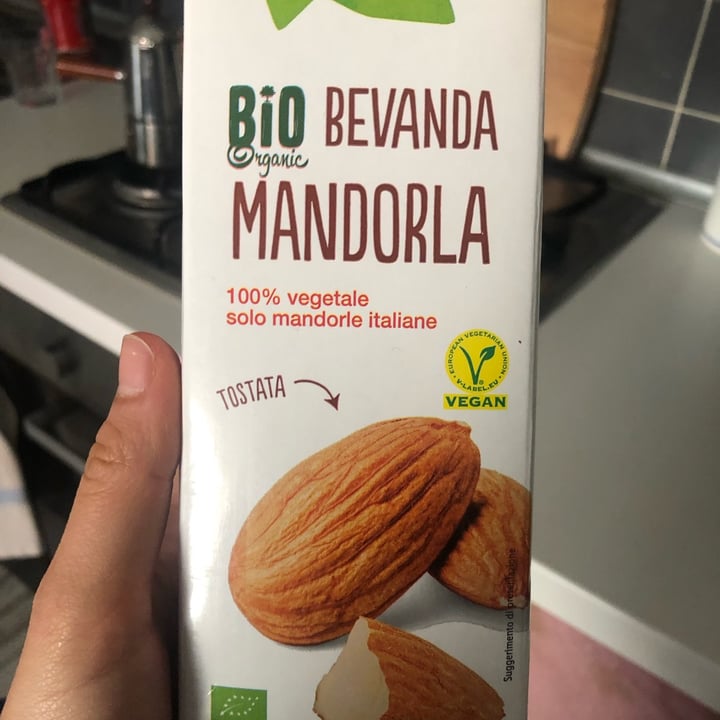 BiO BEVANDA
Organic
MANDORLA
100% vegetale
solo mandorle italiane
EUROPEAN VEGETARIAN UNION
V-LABEL.EU
VEGAN
TOSTATA
Suggerimento di presentazione